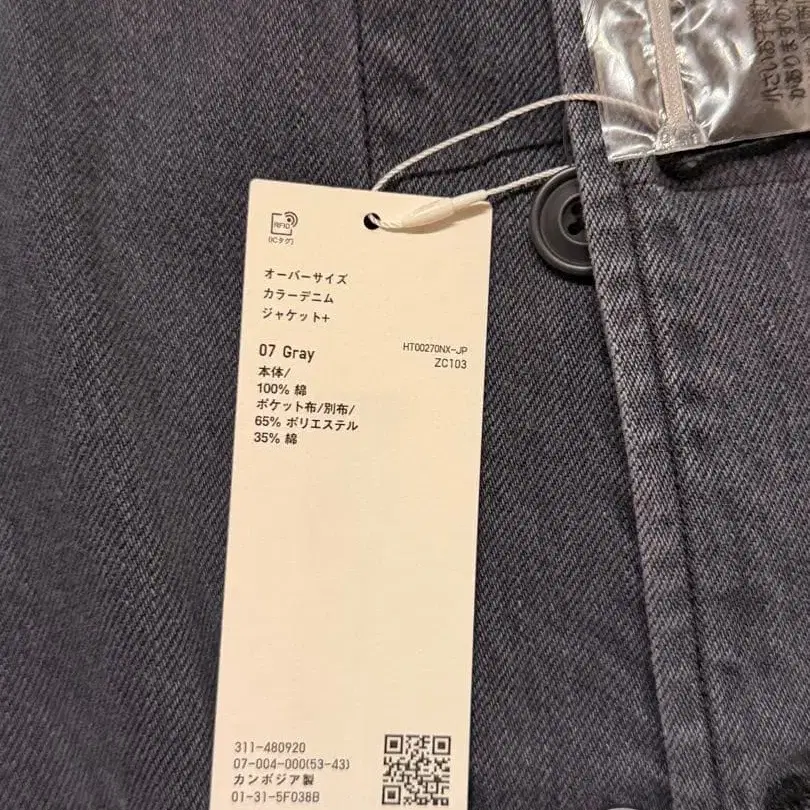 RFID
(ICタグ)
オーバーサイズ
カラーデニム
ジャケット+
07 Gray
HT00270NX-JP
ZC103
本体/
100% 綿
ポケット布/別布/
65% ポリエステル
35% 綿
311-480920
07-004-000(53-43)
カンボジア製
01-31-5F038B